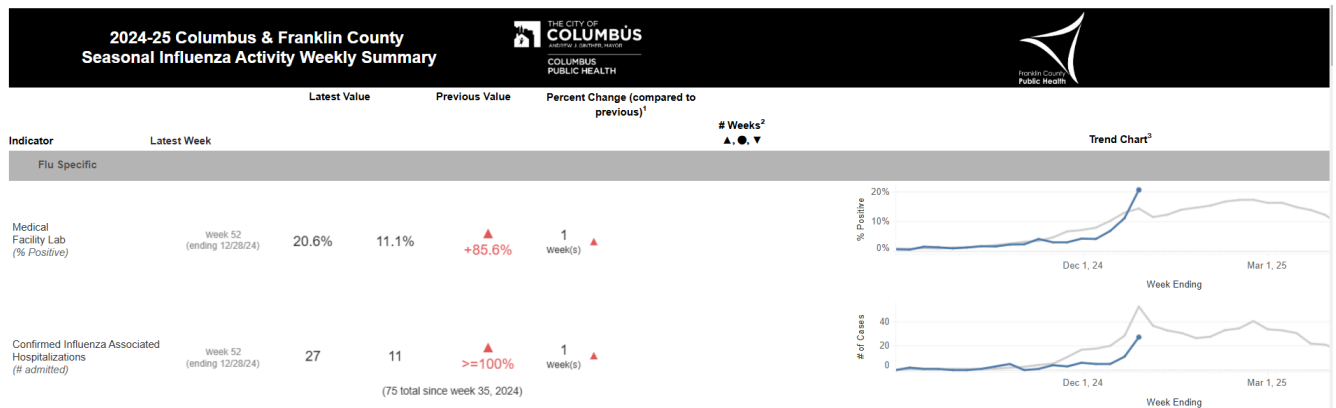 2024-25 Columbus & Franklin County
Seasonal Influenza Activity Weekly Summary
THE CITY OF
COLUMBUS
ANDREW J. GINTHER, MAYOR
COLUMBUS
PUBLIC HEALTH
Franklin County
Public Health
Latest Value Previous Value Percent Change (compared to
previous)1
# Weeks2
▲, ●, ▼
Indicator Latest Week Trend Chart3
Flu Specific
Medical
Facility Lab
(% Positive)
Week 52
(ending 12/28/24)
20.6% 11.1% ▲
+85.6%
1
week(s) ▲
% Positive
20%
10%
0%
Dec 1, 24 Mar 1, 25
Week Ending
Confirmed Influenza Associated
Hospitalizations
(# admitted)
Week 52
(ending 12/28/24)
27 11 ▲
>=100%
1
week(s) ▲
(75 total since week 35, 2024)
# of Cases
40
20
0
Dec 1, 24 Mar 1, 25
Week Ending